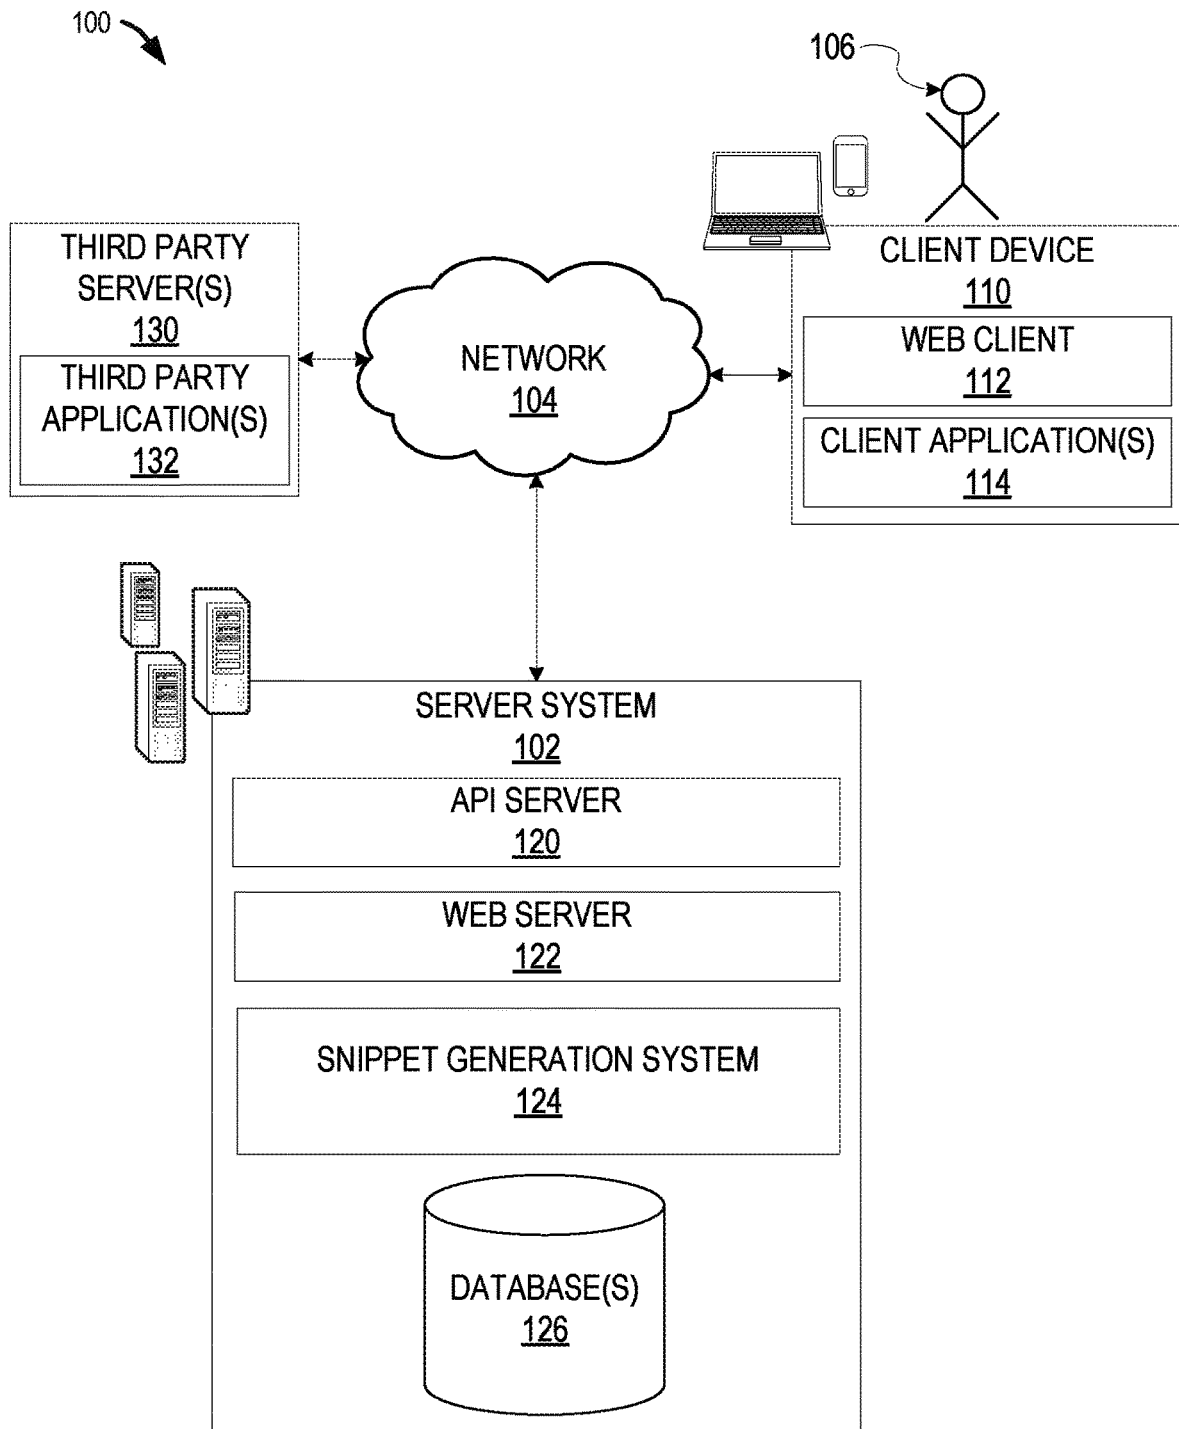 100
106
THIRD PARTY
SERVER(S)
130
THIRD PARTY
APPLICATION(S)
132
NETWORK
104
CLIENT DEVICE
110
WEB CLIENT
112
CLIENT APPLICATION(S)
114
SERVER SYSTEM
102
API SERVER
120
WEB SERVER
122
SNIPPET GENERATION SYSTEM
124
DATABASE(S)
126